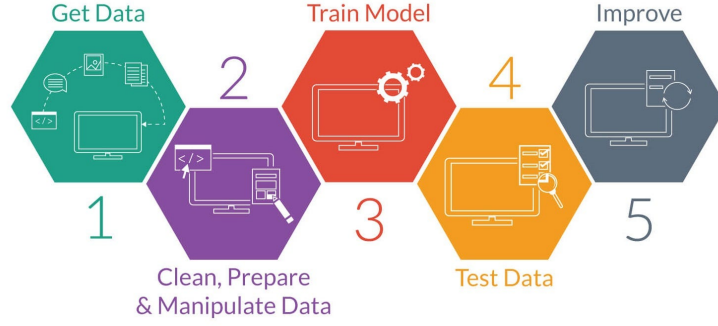 Get Data
1
2
Clean, Prepare
& Manipulate Data
Train Model
3
4
Test Data
Improve
5
</>
</>